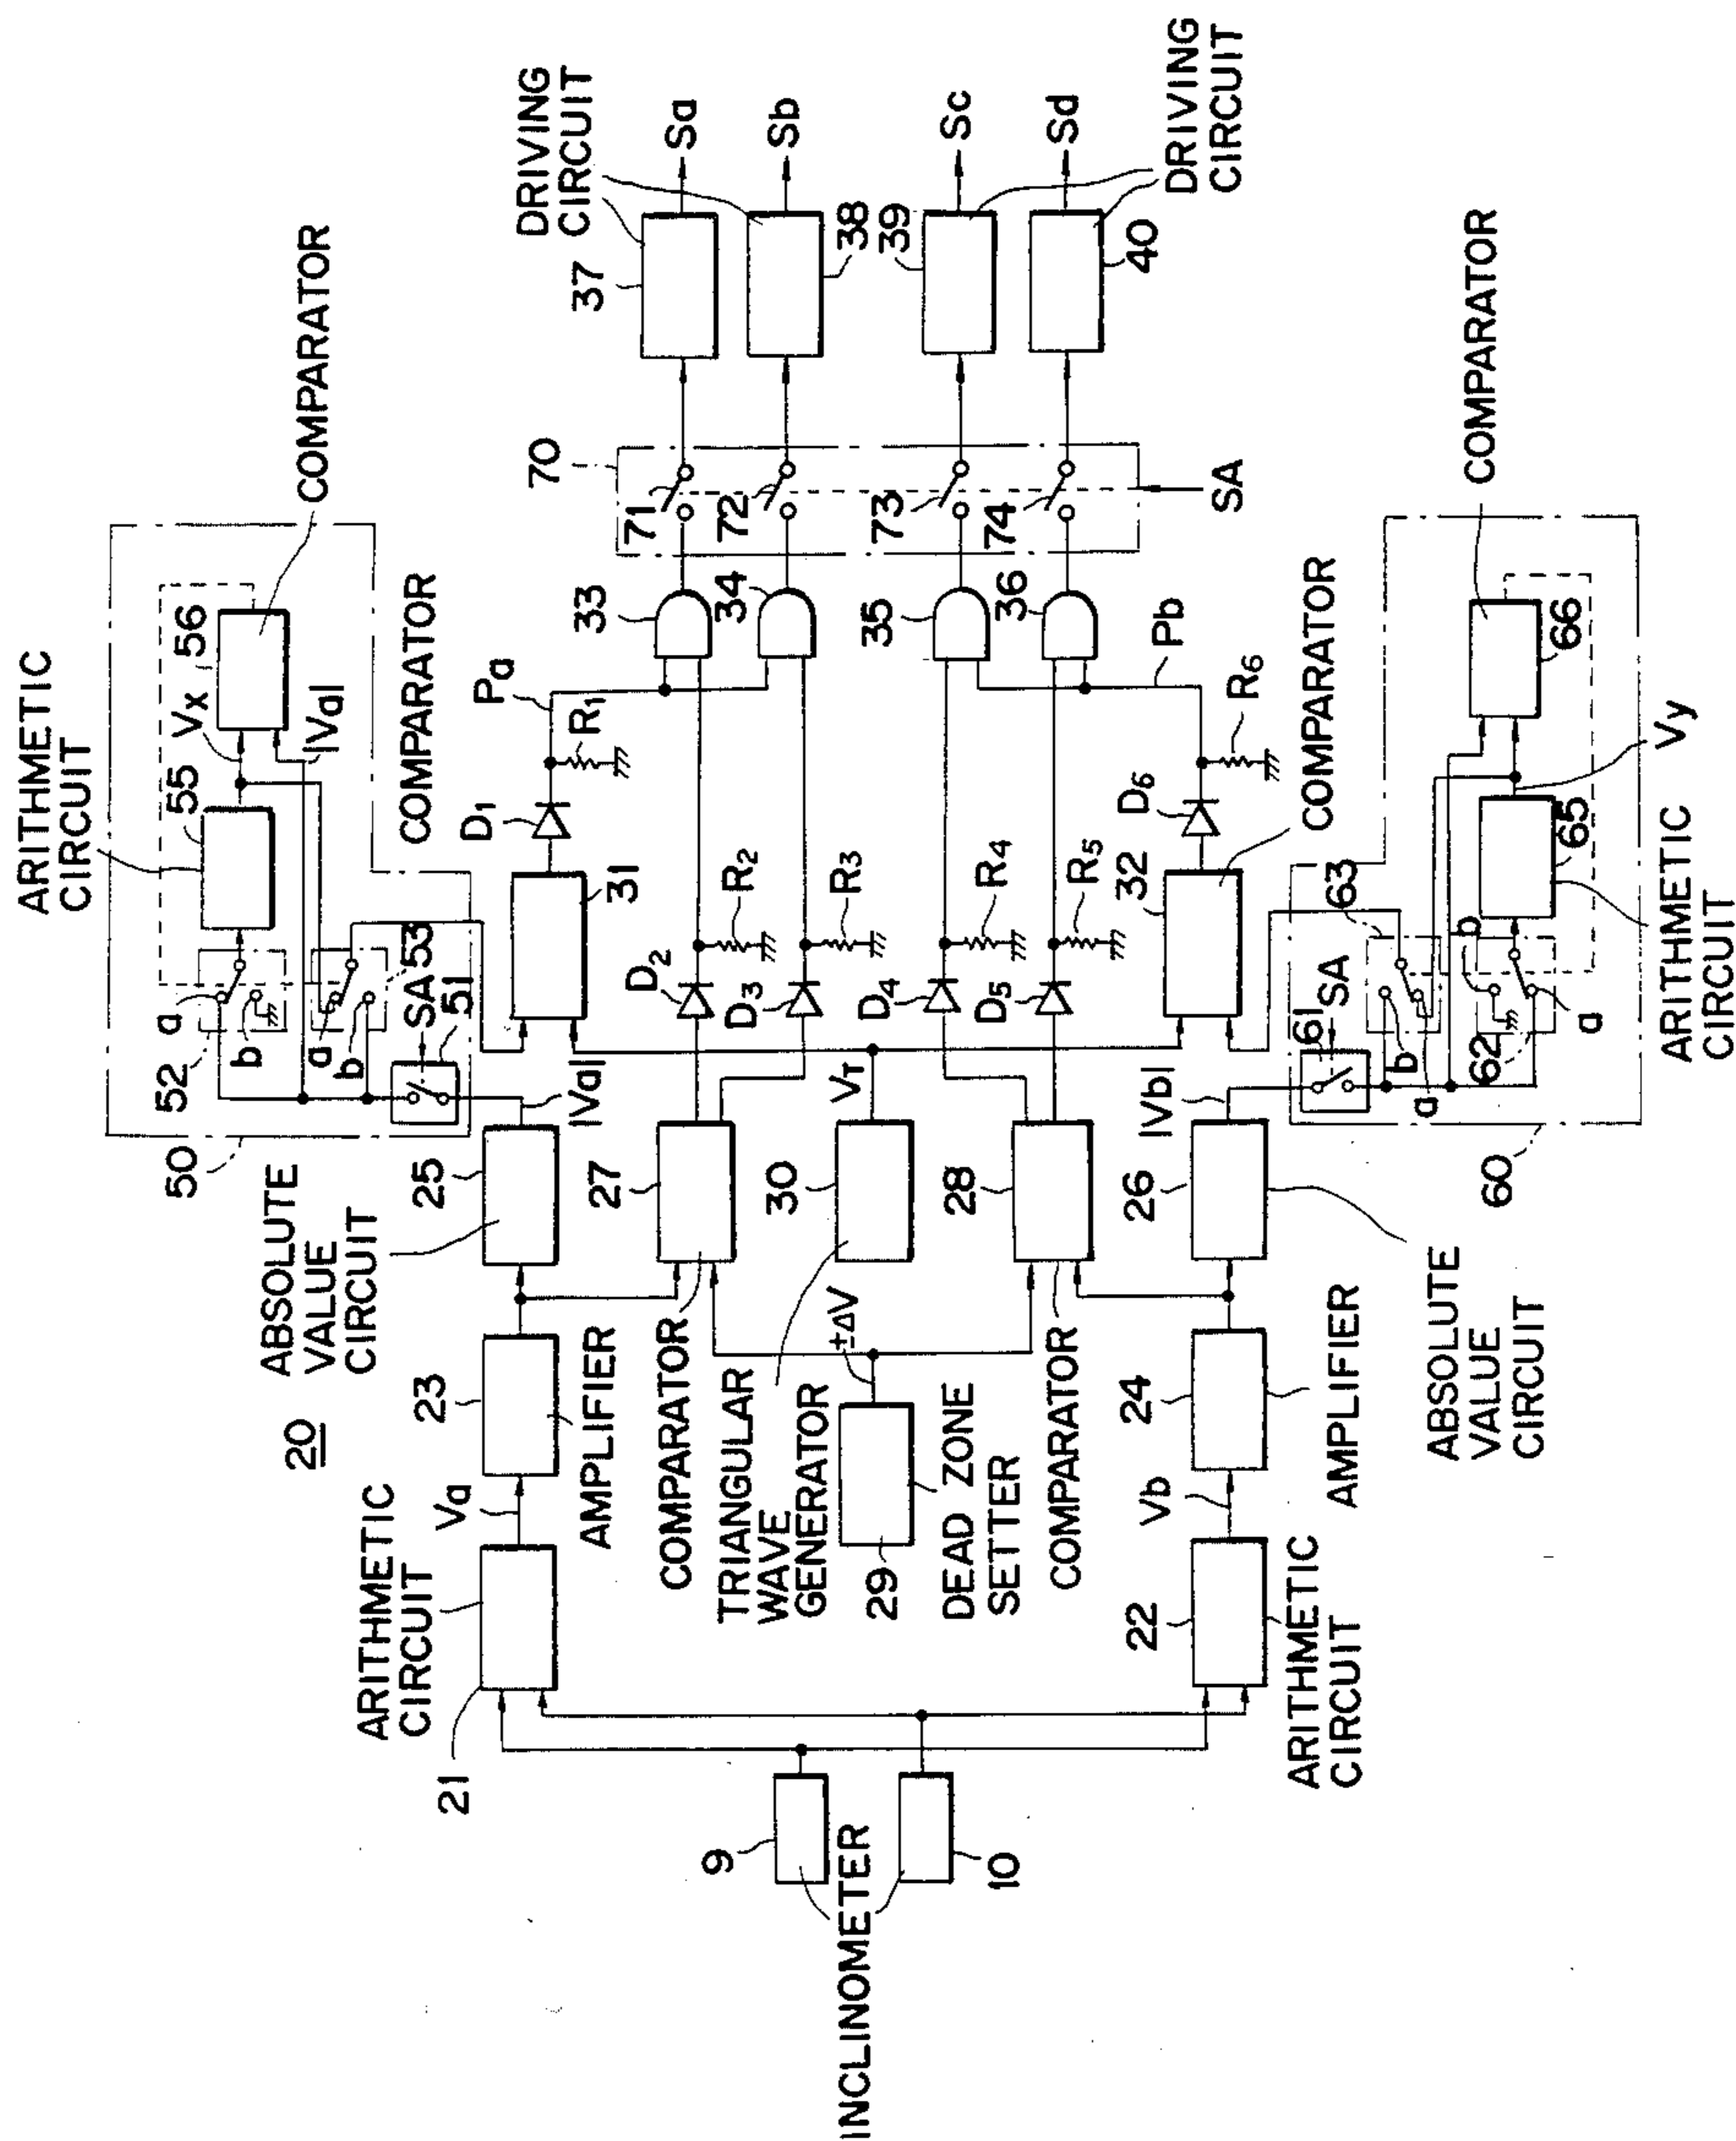 20
INCLINOMETER
9
10
21
ARITHMETIC
CIRCUIT
Va
23
AMPLIFIER
ABSOLUTE
VALUE
CIRCUIT
25
|Va|
50
52
a
b
a
b
53
SA
51
ARITHMETIC
CIRCUIT
55
Vx
56
|Va|
COMPARATOR
COMPARATOR
31
D1
R1
Pa
COMPARATOR
27
D2
R2
D3
R3
TRIANGULAR
WAVE
GENERATOR
30
VT
29
DEAD ZONE
SETTER
±ΔV
COMPARATOR
28
D4
R4
D5
R5
33
34
35
36
70
71
72
73
74
SA
37
38
39
40
DRIVING
CIRCUIT
Sa
Sb
Sc
Sd
DRIVING
CIRCUIT
22
ARITHMETIC
CIRCUIT
Vb
24
AMPLIFIER
26
ABSOLUTE
VALUE
CIRCUIT
|Vb|
32
COMPARATOR
D6
R6
Pb
60
61
SA
63
b
a
62
b
a
65
ARITHMETIC
CIRCUIT
Vy
66
COMPARATOR